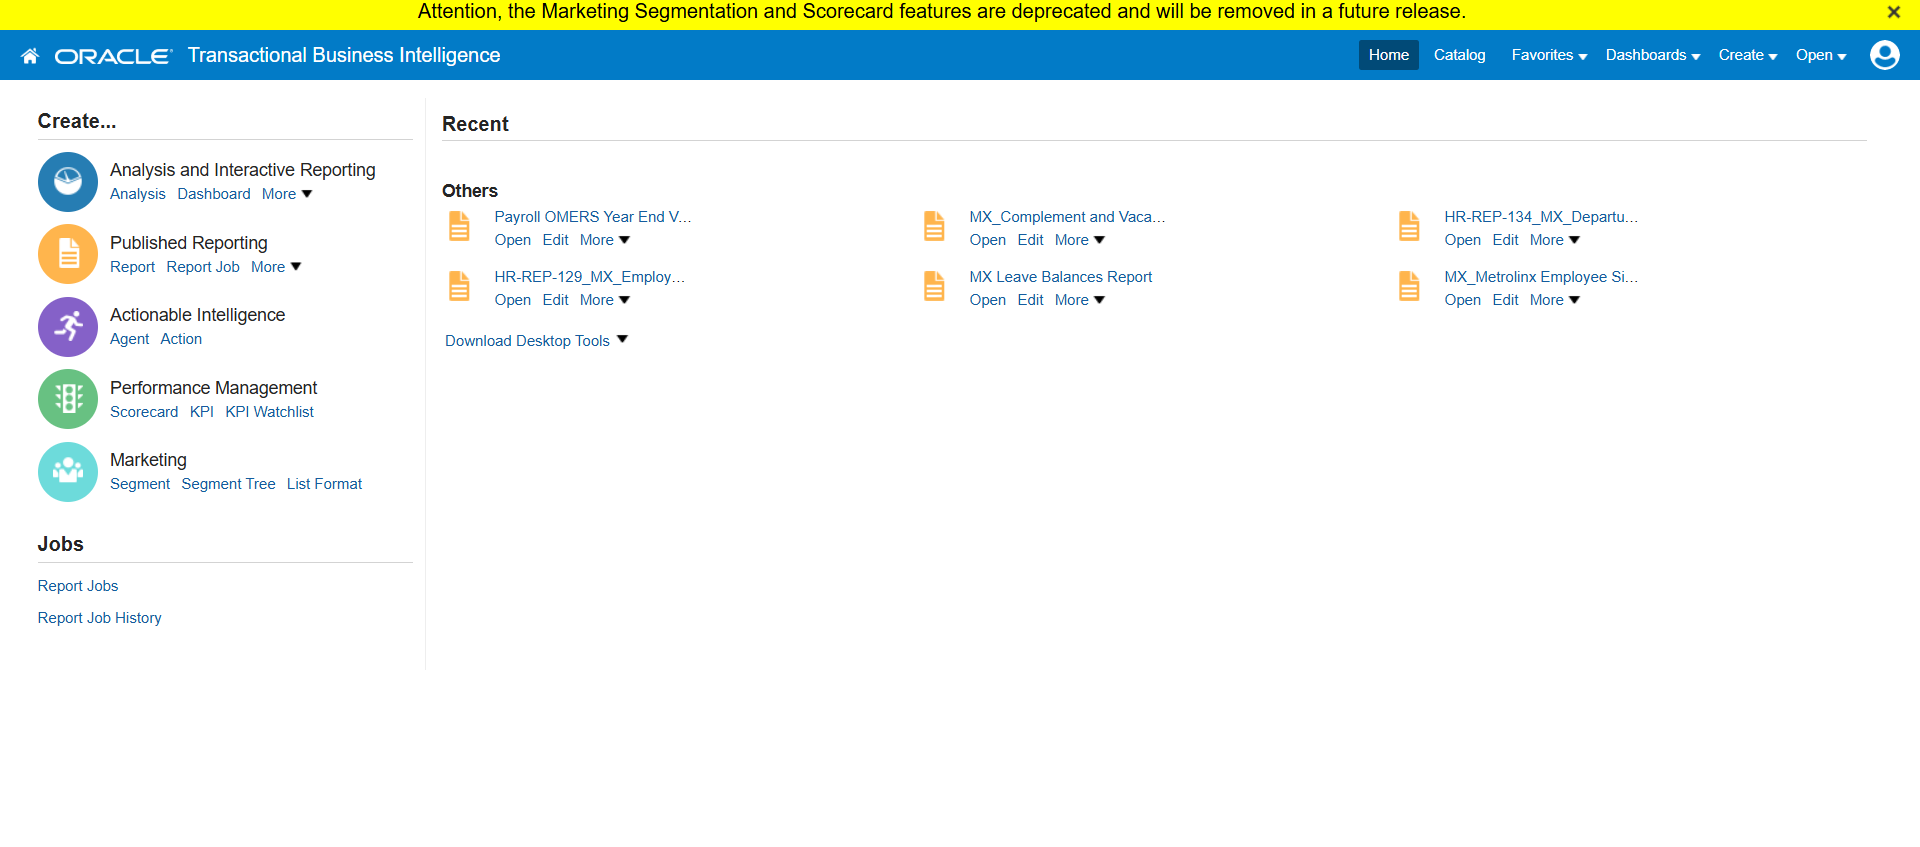 Attention, the Marketing Segmentation and Scorecard features are deprecated and will be removed in a future release.
ORACLE Transactional Business Intelligence Home Catalog Favorites Dashboards Create Open
Create...
Analysis and Interactive Reporting
Analysis Dashboard More
Published Reporting
Report Report Job More
Actionable Intelligence
Agent Action
Performance Management
Scorecard KPI KPI Watchlist
Marketing
Segment Segment Tree List Format
Jobs
Report Jobs
Report Job History
Recent
Others
Payroll OMERS Year End V...
Open Edit More
MX_Complement and Vaca...
Open Edit More
HR-REP-134_MX_Departu...
Open Edit More
HR-REP-129_MX_Employ...
Open Edit More
MX Leave Balances Report
Open Edit More
MX_Metrolinx Employee Si...
Open Edit More
Download Desktop Tools